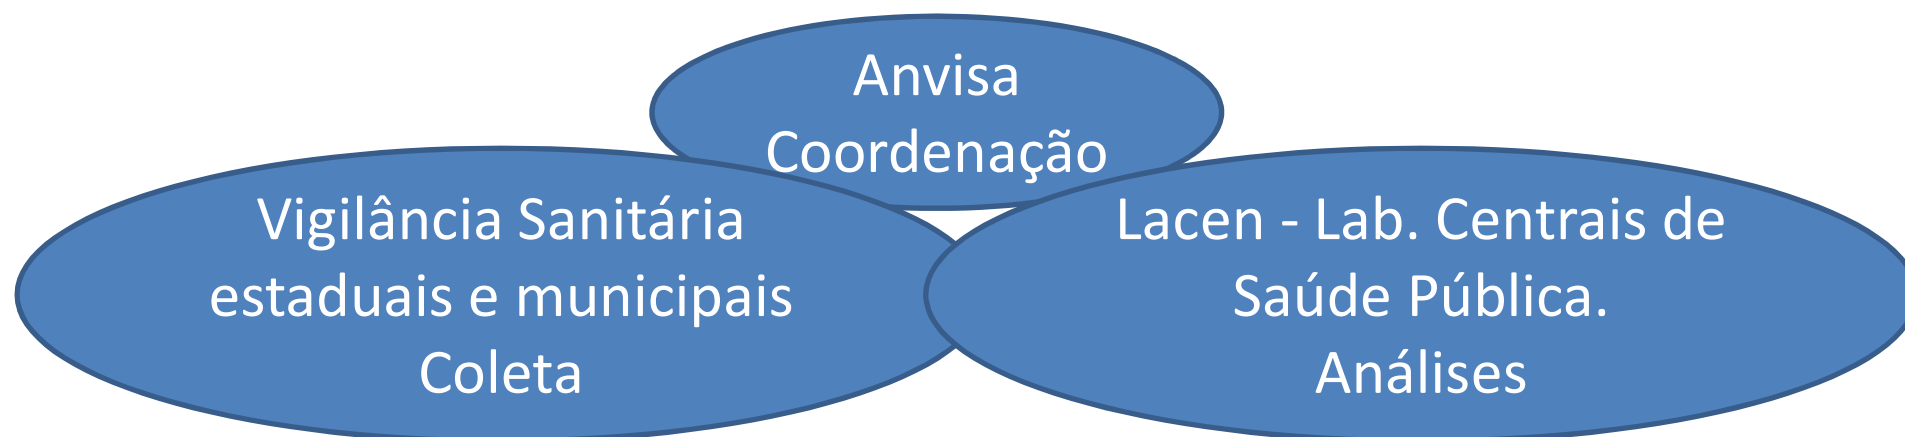 Anvisa
Coordenação
Vigilância Sanitária
estaduais e municipais
Coleta
Lacen - Lab. Centrais de
Saúde Pública.
Análises